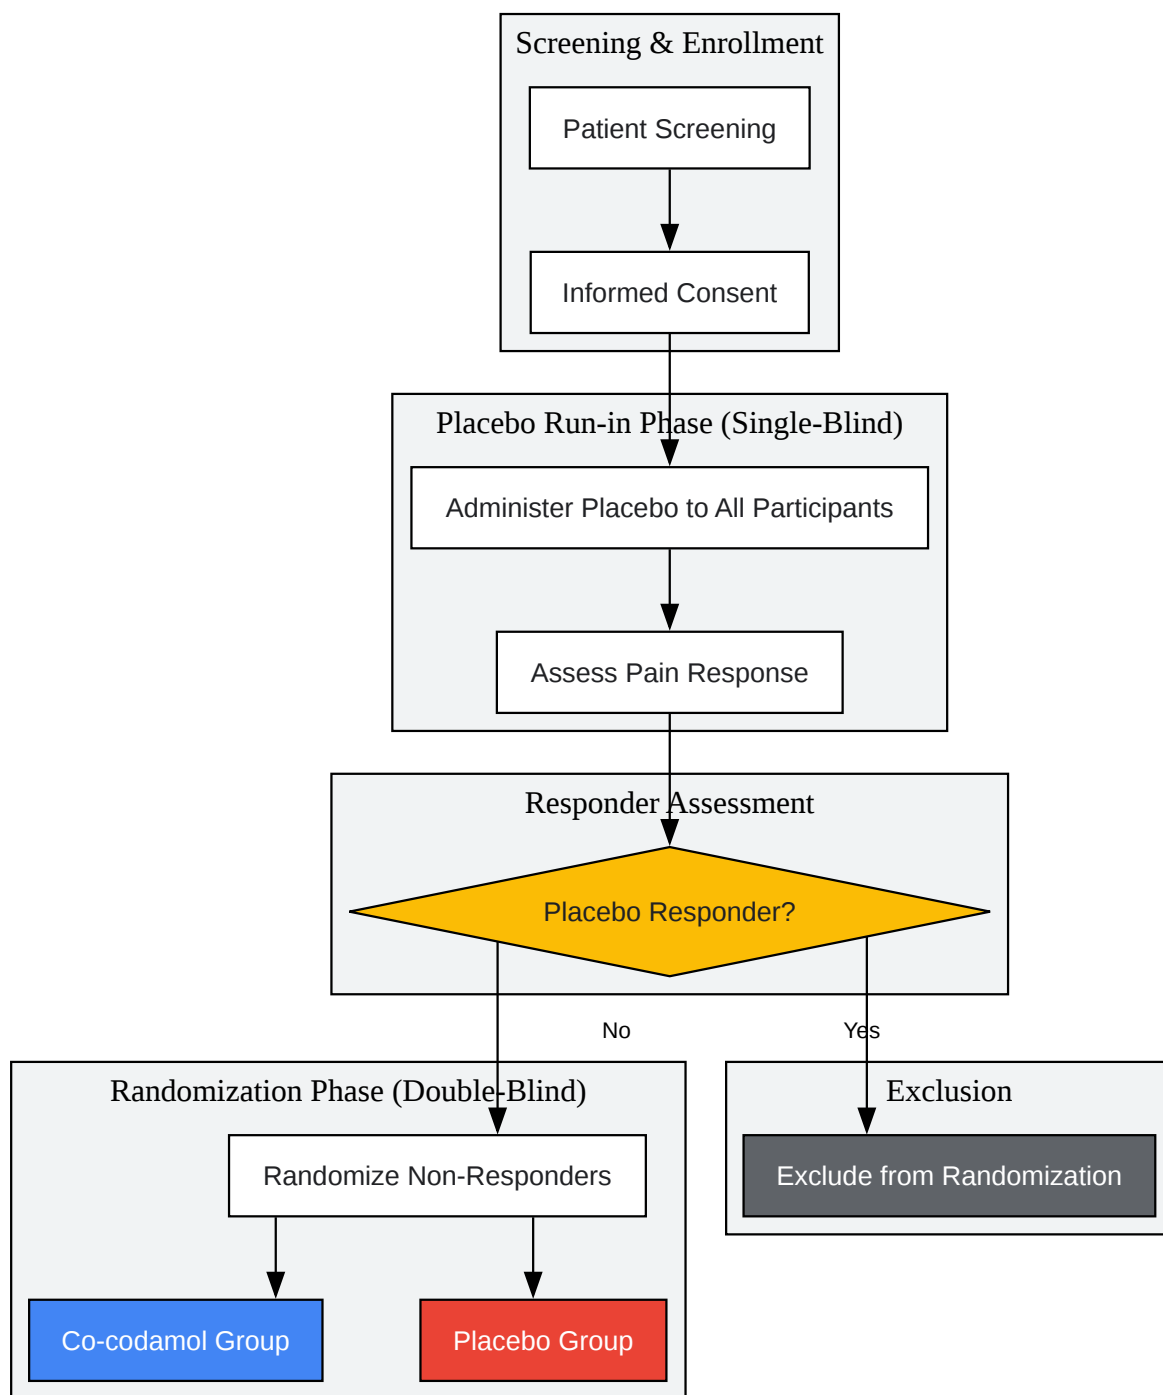 Screening & Enrollment
Patient Screening
Informed Consent
Placebo Run-in Phase (Single-Blind)
Administer Placebo to All Participants
Assess Pain Response
Responder Assessment
Placebo Responder?
No
Yes
Randomization Phase (Double-Blind)
Exclusion
Randomize Non-Responders
Exclude from Randomization
Co-codamol Group
Placebo Group